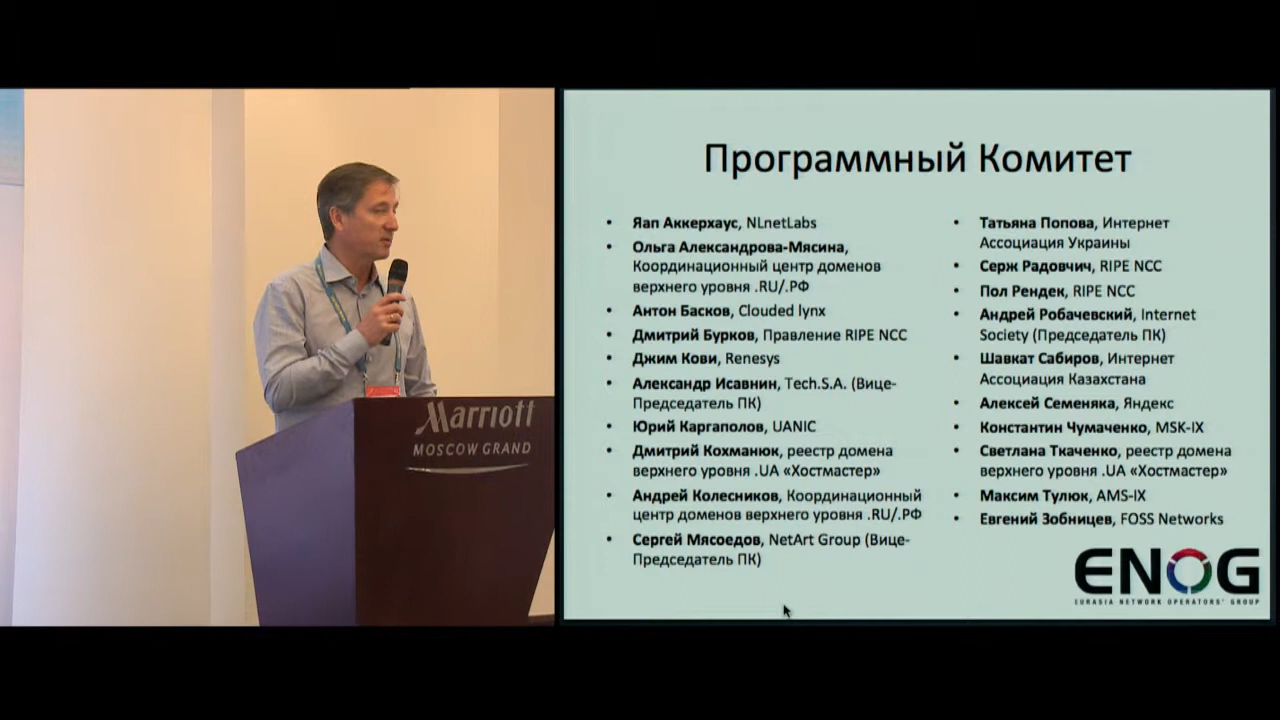 Marriott
MOSCOW GRAND
Программный Комитет
• Яап Аккерхаус, NLnetLabs
• Ольга Александрова-Мясина,
Координационный центр доменов
верхнего уровня .RU/.РФ
• Антон Басков, Clouded lynx
• Дмитрий Бурков, Правление RIPE NCC
• Джим Кови, Renesys
• Александр Исавнин, Tech.S.A. (Вице-
Председатель ПК)
• Юрий Каргаполов, UANIC
• Дмитрий Кохманюк, реестр домена
верхнего уровня .UA «Хостмастер»
• Андрей Колесников, Координационный
центр доменов верхнего уровня .RU/.РФ
• Сергей Мясоедов, NetArt Group (Вице-
Председатель ПК)
• Татьяна Попова, Интернет
Ассоциация Украины
• Серж Радовчич, RIPE NCC
• Пол Рендек, RIPE NCC
• Андрей Робачевский, Internet
Society (Председатель ПК)
• Шавкат Сабиров, Интернет
Ассоциация Казахстана
• Алексей Семеняка, Яндекс
• Константин Чумаченко, MSK-IX
• Светлана Ткаченко, реестр домена
верхнего уровня .UA «Хостмастер»
• Максим Тулюк, AMS-IX
• Евгений Зобницев, FOSS Networks
ENOG
EURASIA NETWORK OPERATORS' GROUP